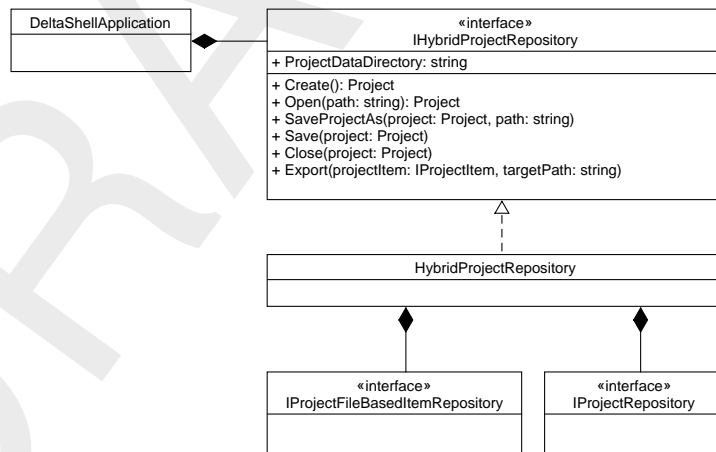 DeltaShellApplication
«interface»
IHybridProjectRepository
+ ProjectDataDirectory: string
+ Create(): Project
+ Open(path: string): Project
+ SaveProjectAs(project: Project, path: string)
+ Save(project: Project)
+ Close(project: Project)
+ Export(projectItem: IProjectItem, targetPath: string)
HybridProjectRepository
«interface»
IProjectFileBasedItemRepository
«interface»
IProjectRepository